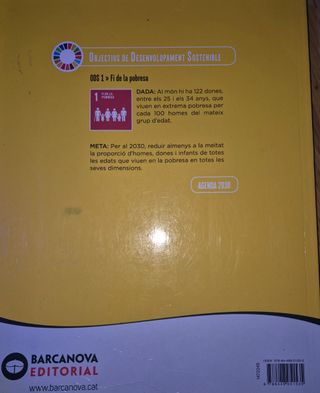 OBJECTIUS DE DESENVOLUPAMENT SOSTENIBLE
ODS 1 » Fi de la pobresa
1 FI DE LA
POBRESA
DADA: Al món hi ha 122 dones,
entre els 25 i els 34 anys, que
viuen en extrema pobresa per
cada 100 homes del mateix
grup d'edat.
META: Per al 2030, reduir almenys a la meitat
la proporció d'homes, dones i infants de totes
les edats que viuen en la pobresa en totes les
seves dimensions.
AGENDA 2030
BARCANOVA
EDITORIAL
www.barcanova.cat